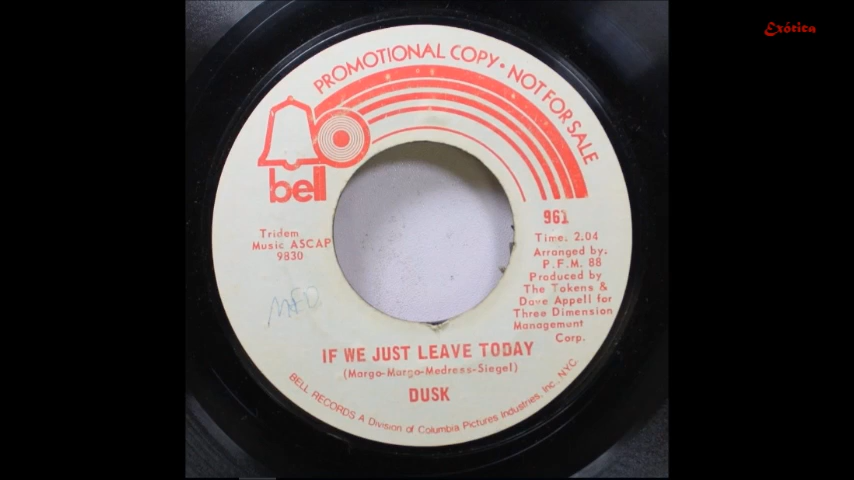 Exótica
PROMOTIONAL COPY • NOT FOR SALE
bell
961
Tridem
Music ASCAP
9830
Time. 2.04
Arranged by.
P.F.M. 88
Produced by
The Tokens &
Dave Appell for
Three Dimension
Management
Corp.
IF WE JUST LEAVE TODAY
(Margo-Margo-Medress-Siegel)
DUSK
BELL RECORDS A Division of Columbia Pictures Industries, Inc., N.Y.C.